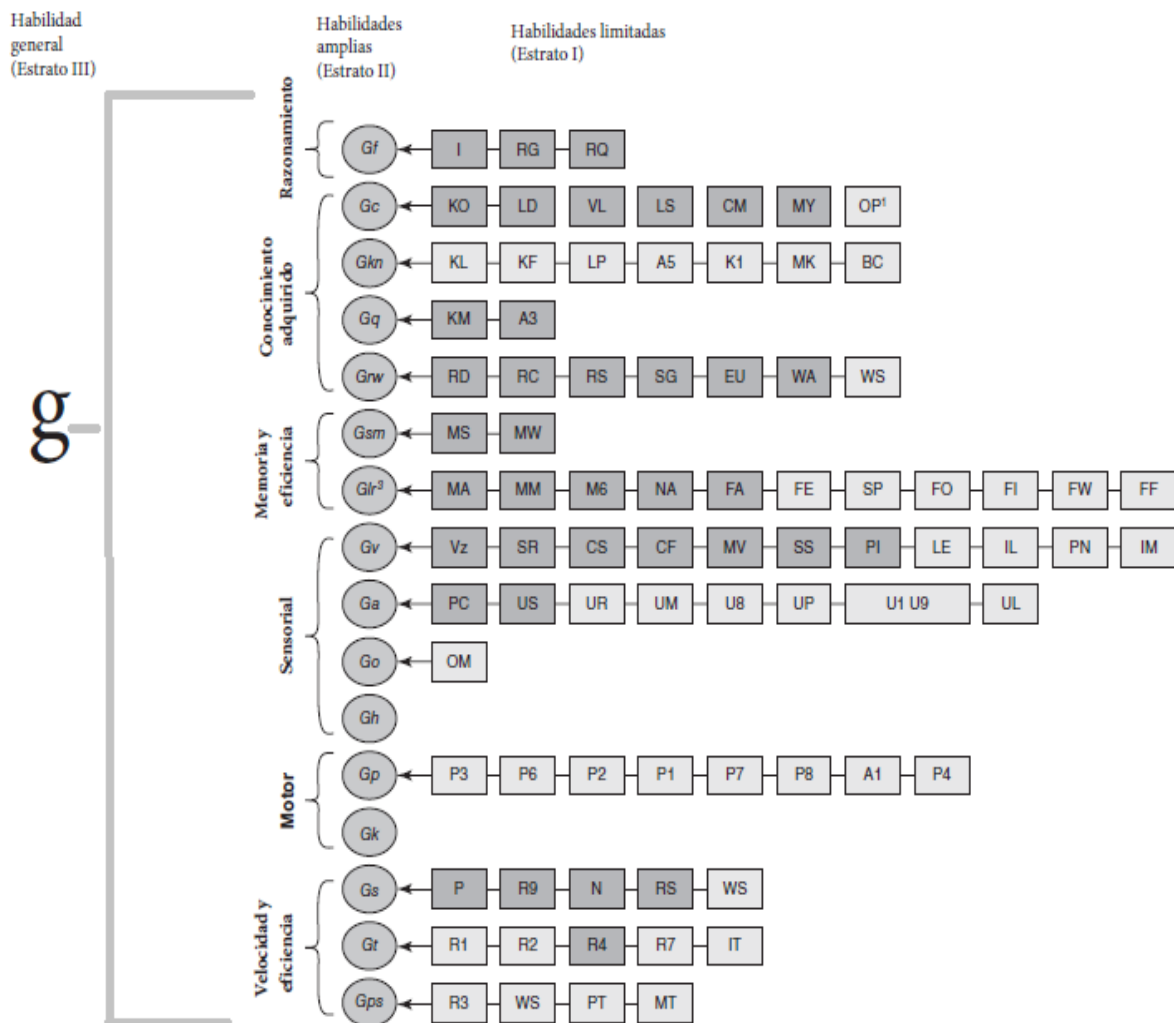 Habilidad
general
(Estrato III)
Habilidades
amplias
(Estrato II)
Habilidades limitadas
(Estrato I)
g
Razonamiento
Gf I RG RQ
Conocimiento
adquirido
Gc KO LD VL LS CM MY OP¹
Gkn KL KF LP A5 K1 MK BC
Gq KM A3
Grw RD RC RS SG EU WA WS
Memoria y
eficiencia
Gsm MS MW
Glr³ MA MM M6 NA FA FE SP FO FI FW FF
Sensorial
Gv Vz SR CS CF MV SS PI LE IL PN IM
Ga PC US UR UM U8 UP U1 U9 UL
Go OM
Gh
Motor
Gp P3 P6 P2 P1 P7 P8 A1 P4
Gk
Velocidad y
eficiencia
Gs P R9 N RS WS
Gt R1 R2 R4 R7 IT
Gps R3 WS PT MT